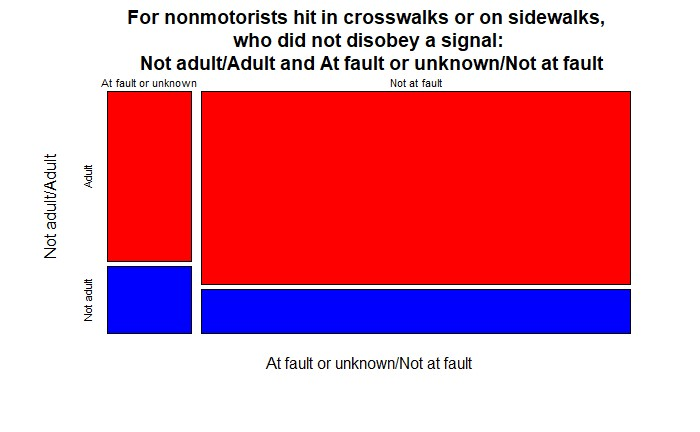 For nonmotorists hit in crosswalks or on sidewalks,
who did not disobey a signal:
Not adult/Adult and At fault or unknown/Not at fault
At fault or unknown
Not at fault
Not adult/Adult
Adult
Not adult
At fault or unknown/Not at fault